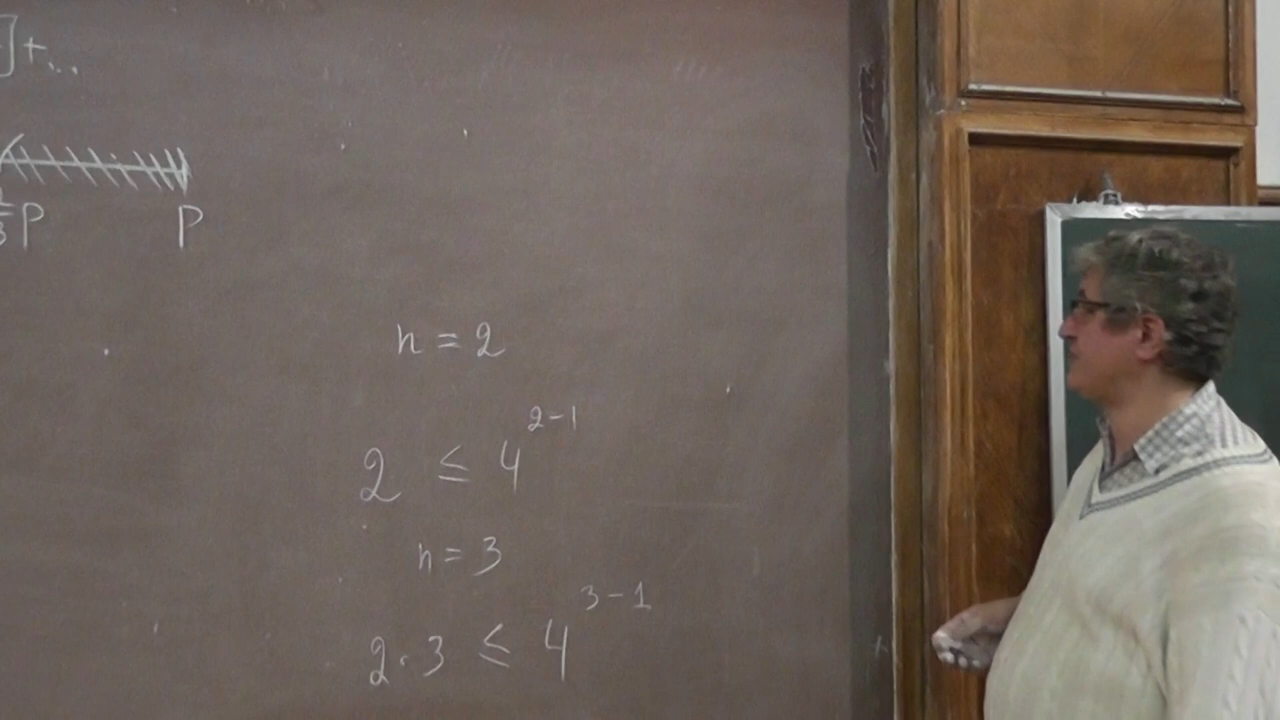 ]+...
P P
n = 2
2 ≤ 4^{2-1}
n = 3
2 · 3 ≤ 4^{3-1}